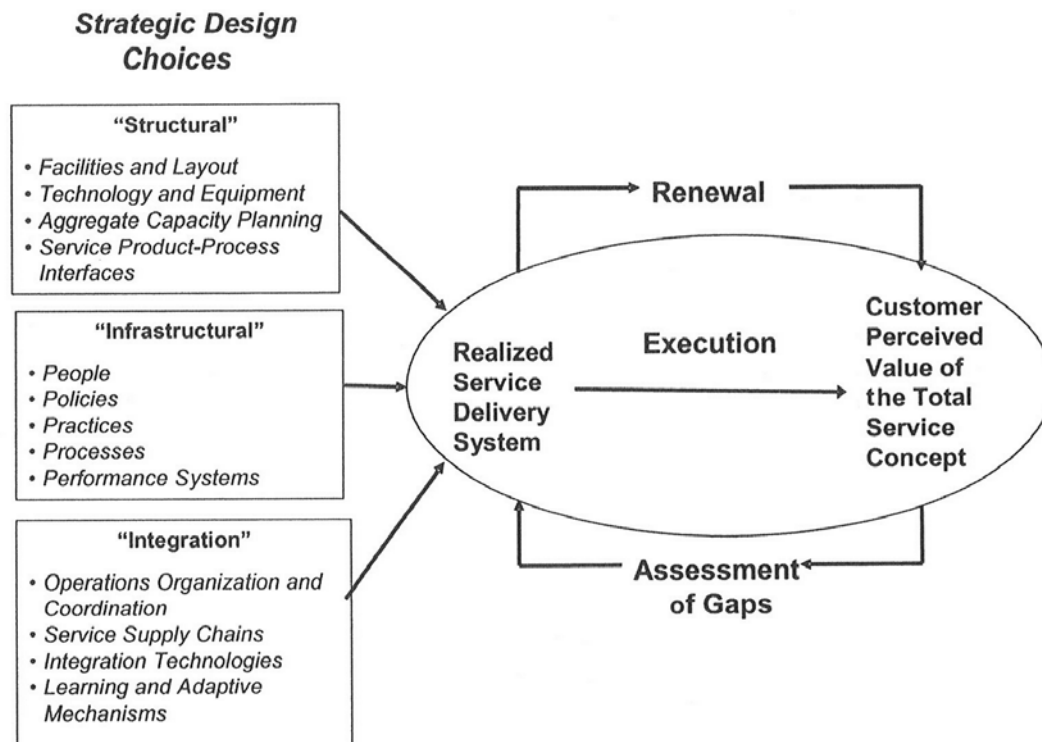 Strategic Design
Choices
“Structural”
• Facilities and Layout
• Technology and Equipment
• Aggregate Capacity Planning
• Service Product-Process
Interfaces
“Infrastructural”
• People
• Policies
• Practices
• Processes
• Performance Systems
“Integration”
• Operations Organization and
Coordination
• Service Supply Chains
• Integration Technologies
• Learning and Adaptive
Mechanisms
Renewal
Realized
Service
Delivery
System
Execution
Customer
Perceived
Value of
the Total
Service
Concept
Assessment
of Gaps